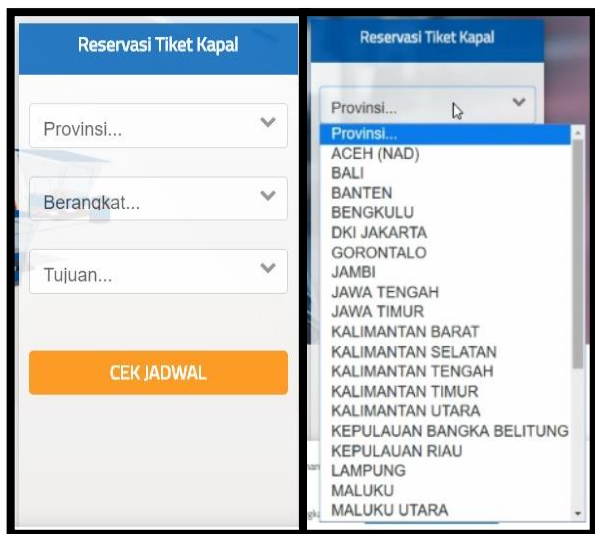 Reservasi Tiket Kapal
Provinsi...
Berangkat...
Tujuan...
CEK JADWAL
Reservasi Tiket Kapal
Provinsi...
Provinsi...
ACEH (NAD)
BALI
BANTEN
BENGKULU
DKI JAKARTA
GORONTALO
JAMBI
JAWA TENGAH
JAWA TIMUR
KALIMANTAN BARAT
KALIMANTAN SELATAN
KALIMANTAN TENGAH
KALIMANTAN TIMUR
KALIMANTAN UTARA
KEPULAUAN BANGKA BELITUNG
KEPULAUAN RIAU
LAMPUNG
MALUKU
MALUKU UTARA